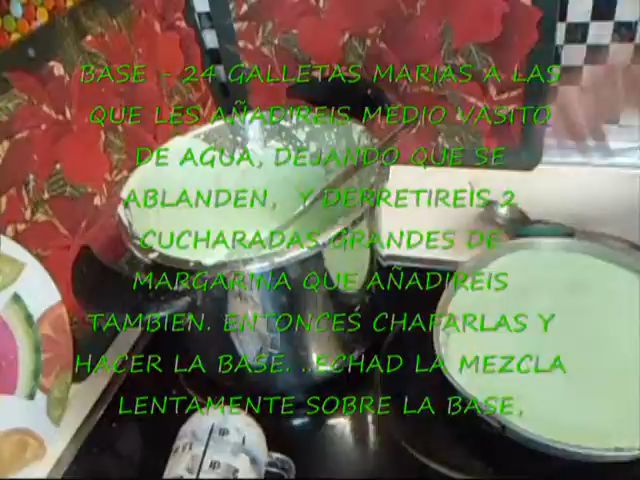 BASE - 24 GALLETAS MARIAS A LAS
QUE LES AÑADIREIS MEDIO VASITO
DE AGUA, DEJANDO QUE SE
ABLANDEN, Y DERRETIREIS 2
CUCHARADAS GRANDES DE
MARGARINA QUE AÑADIREIS
TAMBIEN. ENTONCES CHAFARLAS Y
HACER LA BASE. ..ECHAD LA MEZCLA
LENTAMENTE SOBRE LA BASE,